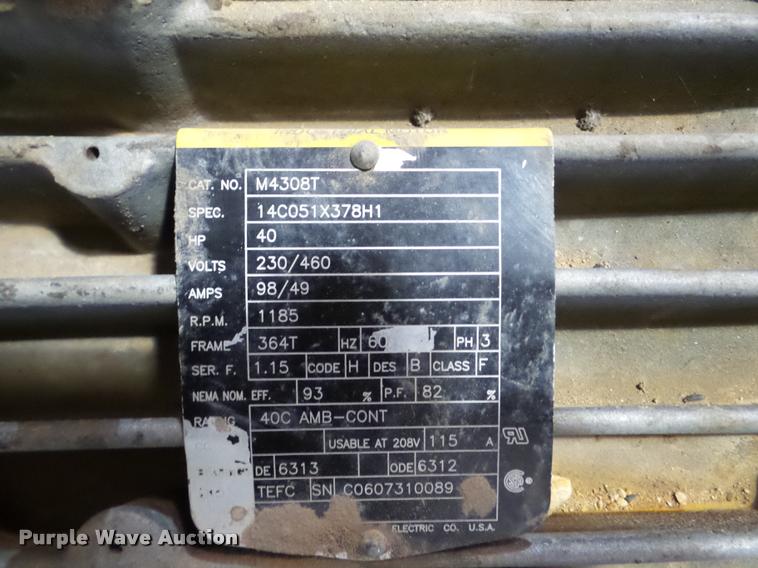 CAT. NO. M4308T
SPEC. 14C051X378H1
HP 40
VOLTS 230/460
AMPS 98/49
R.P.M. 1185
FRAME 364T HZ 60 PH 3
SER. F. 1.15 CODE H DES B CLASS F
NEMA NOM. EFF. 93 % P.F. 82 %
RATING 40C AMB-CONT
USABLE AT 208V 115 A
DE 6313 ODE 6312
TEFC SN C0607310089
ELECTRIC CO. U.S.A.
Purple Wave Auction